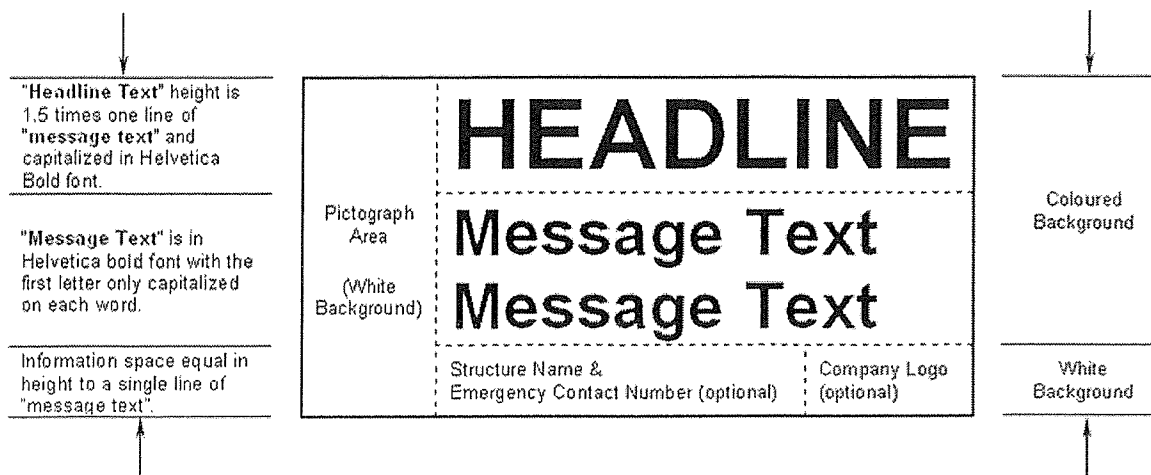 "Headline Text" height is
1.5 times one line of
"message text" and
capitalized in Helvetica
Bold font.
"Message Text" is in
Helvetica bold font with the
first letter only capitalized
on each word.
Information space equal in
height to a single line of
"message text".
Pictograph
Area
(White
Background)
HEADLINE
Message Text
Message Text
Structure Name &
Emergency Contact Number (optional)
Company Logo
(optional)
Coloured
Background
White
Background